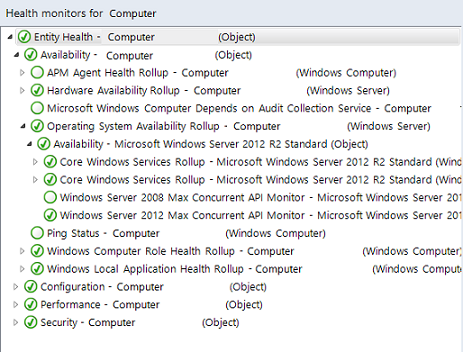 Health monitors for Computer
Entity Health - Computer (Object)
Availability - Computer (Object)
APM Agent Health Rollup - Computer (Windows Computer)
Hardware Availability Rollup - Computer (Windows Server)
Microsoft Windows Computer Depends on Audit Collection Service - Computer
Operating System Availability Rollup - Computer (Windows Server)
Availability - Microsoft Windows Server 2012 R2 Standard (Object)
Core Windows Services Rollup - Microsoft Windows Server 2012 R2 Standard (Wind
Core Windows Services Rollup - Microsoft Windows Server 2012 R2 Standard (Wind
Windows Server 2008 Max Concurrent API Monitor - Microsoft Windows Server 201
Windows Server 2012 Max Concurrent API Monitor - Microsoft Windows Server 201
Ping Status - Computer (Windows Computer)
Windows Computer Role Health Rollup - Computer (Windows Computer)
Windows Local Application Health Rollup - Computer (Windows Compute
Configuration - Computer (Object)
Performance - Computer (Object)
Security - Computer (Object)